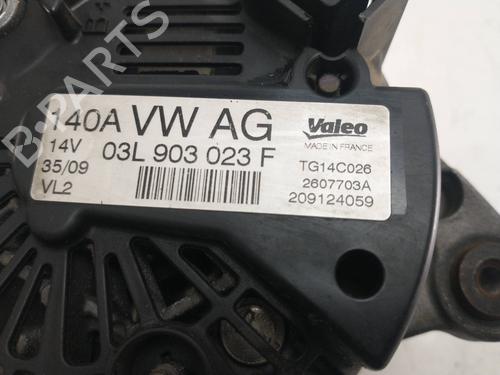 140A VW AG
14V 03L 903 023 F
35/09
VL2
Valeo
MADE IN FRANCE
TG14C026
2607703A
209124059
B-PARTS